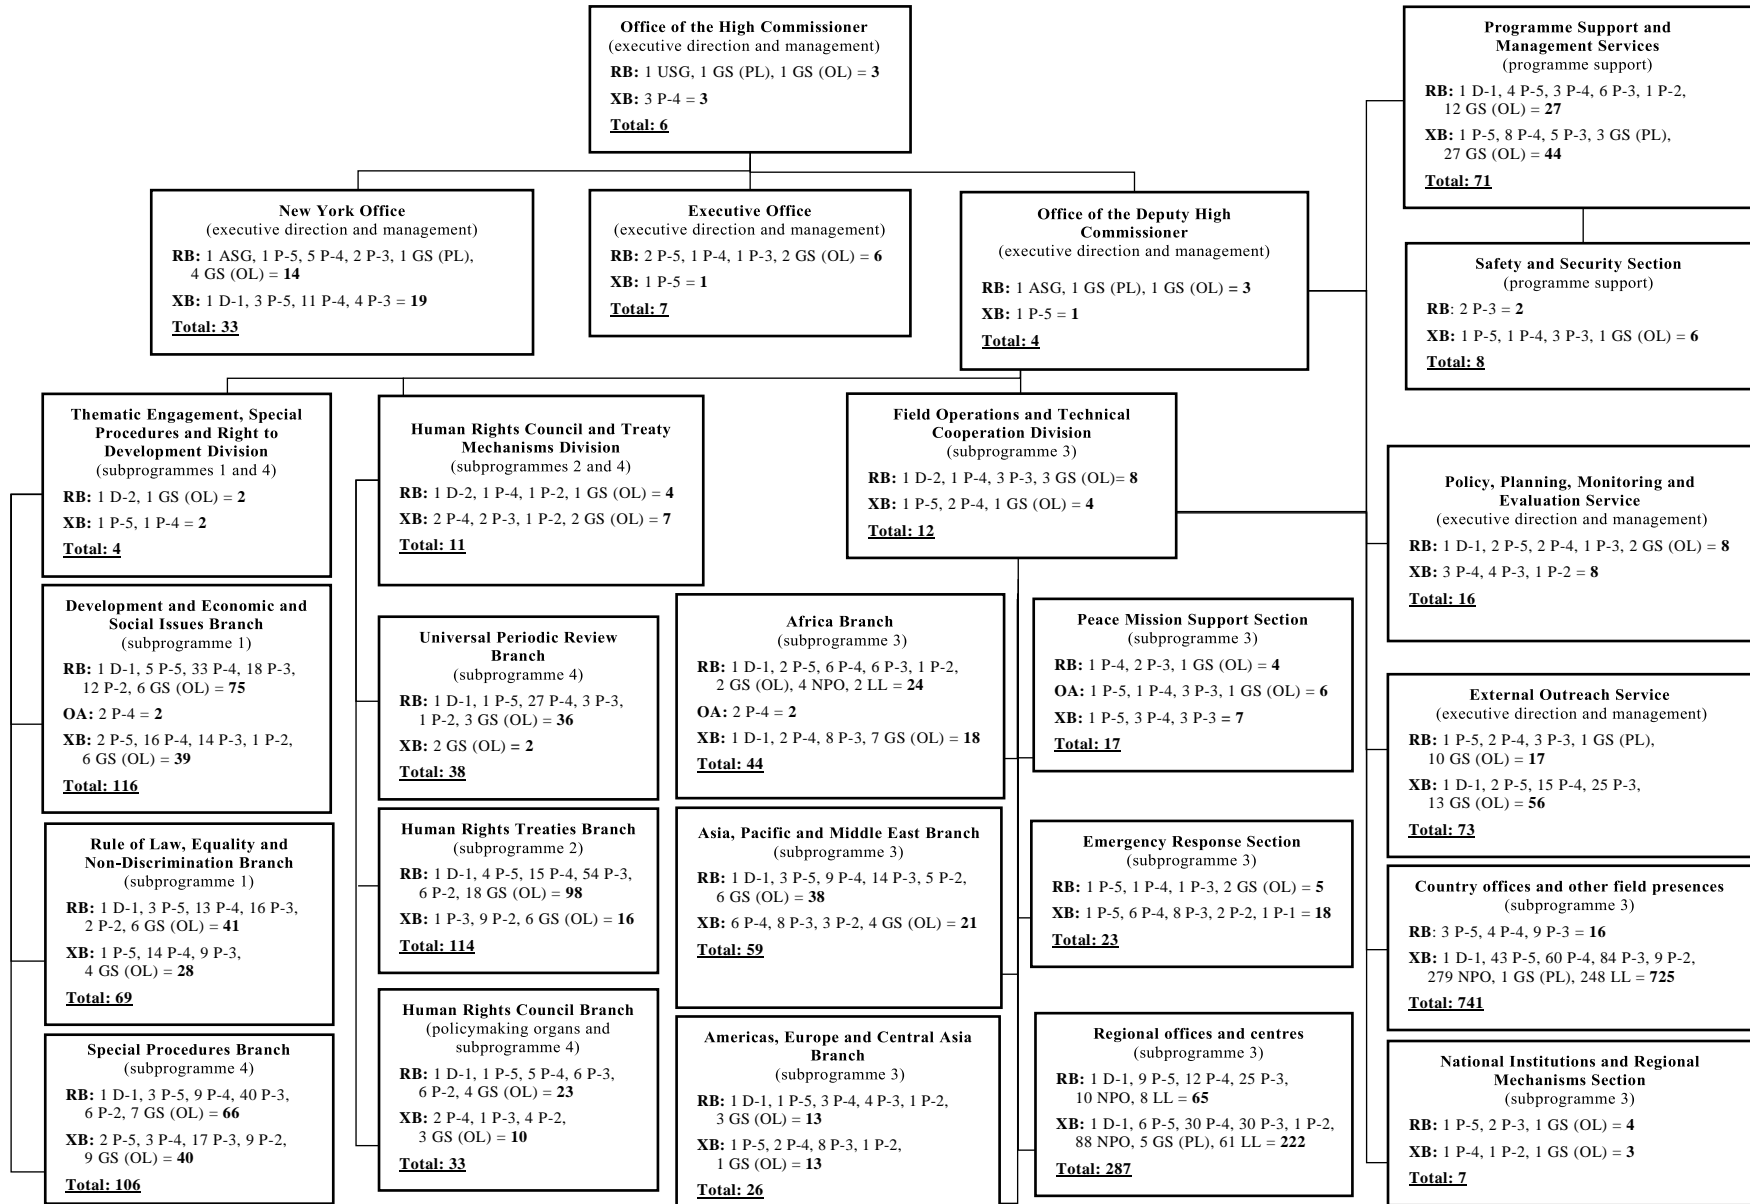 Office of the High Commissioner
(executive direction and management)
RB: 1 USG, 1 GS (PL), 1 GS (OL) = 3
XB: 3 P-4 = 3
Total: 6
Programme Support and
Management Services
(programme support)
RB: 1 D-1, 4 P-5, 3 P-4, 6 P-3, 1 P-2,
12 GS (OL) = 27
XB: 1 P-5, 8 P-4, 5 P-3, 3 GS (PL),
27 GS (OL) = 44
Total: 71
New York Office
(executive direction and management)
RB: 1 ASG, 1 P-5, 5 P-4, 2 P-3, 1 GS (PL),
4 GS (OL) = 14
XB: 1 D-1, 3 P-5, 11 P-4, 4 P-3 = 19
Total: 33
Executive Office
(executive direction and management)
RB: 2 P-5, 1 P-4, 1 P-3, 2 GS (OL) = 6
XB: 1 P-5 = 1
Total: 7
Office of the Deputy High
Commissioner
(executive direction and management)
RB: 1 ASG, 1 GS (PL), 1 GS (OL) = 3
XB: 1 P-5 = 1
Total: 4
Safety and Security Section
(programme support)
RB: 2 P-3 = 2
XB: 1 P-5, 1 P-4, 3 P-3, 1 GS (OL) = 6
Total: 8
Thematic Engagement, Special
Procedures and Right to
Development Division
(subprogrammes 1 and 4)
RB: 1 D-2, 1 GS (OL) = 2
XB: 1 P-5, 1 P-4 = 2
Total: 4
Human Rights Council and Treaty
Mechanisms Division
(subprogrammes 2 and 4)
RB: 1 D-2, 1 P-4, 1 P-2, 1 GS (OL) = 4
XB: 2 P-4, 2 P-3, 1 P-2, 2 GS (OL) = 7
Total: 11
Field Operations and Technical
Cooperation Division
(subprogramme 3)
RB: 1 D-2, 1 P-4, 3 P-3, 3 GS (OL)= 8
XB: 1 P-5, 2 P-4, 1 GS (OL) = 4
Total: 12
Policy, Planning, Monitoring and
Evaluation Service
(executive direction and management)
RB: 1 D-1, 2 P-5, 2 P-4, 1 P-3, 2 GS (OL) = 8
XB: 3 P-4, 4 P-3, 1 P-2 = 8
Total: 16
Development and Economic and
Social Issues Branch
(subprogramme 1)
RB: 1 D-1, 5 P-5, 33 P-4, 18 P-3,
12 P-2, 6 GS (OL) = 75
OA: 2 P-4 = 2
XB: 2 P-5, 16 P-4, 14 P-3, 1 P-2,
6 GS (OL) = 39
Total: 116
Universal Periodic Review
Branch
(subprogramme 4)
RB: 1 D-1, 1 P-5, 27 P-4, 3 P-3,
1 P-2, 3 GS (OL) = 36
XB: 2 GS (OL) = 2
Total: 38
Africa Branch
(subprogramme 3)
RB: 1 D-1, 2 P-5, 6 P-4, 6 P-3, 1 P-2,
2 GS (OL), 4 NPO, 2 LL = 24
OA: 2 P-4 = 2
XB: 1 D-1, 2 P-4, 8 P-3, 7 GS (OL) = 18
Total: 44
Peace Mission Support Section
(subprogramme 3)
RB: 1 P-4, 2 P-3, 1 GS (OL) = 4
OA: 1 P-5, 1 P-4, 3 P-3, 1 GS (OL) = 6
XB: 1 P-5, 3 P-4, 3 P-3 = 7
Total: 17
External Outreach Service
(executive direction and management)
RB: 1 P-5, 2 P-4, 3 P-3, 1 GS (PL),
10 GS (OL) = 17
XB: 1 D-1, 2 P-5, 15 P-4, 25 P-3,
13 GS (OL) = 56
Total: 73
Rule of Law, Equality and
Non-Discrimination Branch
(subprogramme 1)
RB: 1 D-1, 3 P-5, 13 P-4, 16 P-3,
2 P-2, 6 GS (OL) = 41
XB: 1 P-5, 14 P-4, 9 P-3,
4 GS (OL) = 28
Total: 69
Human Rights Treaties Branch
(subprogramme 2)
RB: 1 D-1, 4 P-5, 15 P-4, 54 P-3,
6 P-2, 18 GS (OL) = 98
XB: 1 P-3, 9 P-2, 6 GS (OL) = 16
Total: 114
Asia, Pacific and Middle East Branch
(subprogramme 3)
RB: 1 D-1, 3 P-5, 9 P-4, 14 P-3, 5 P-2,
6 GS (OL) = 38
XB: 6 P-4, 8 P-3, 3 P-2, 4 GS (OL) = 21
Total: 59
Emergency Response Section
(subprogramme 3)
RB: 1 P-5, 1 P-4, 1 P-3, 2 GS (OL) = 5
XB: 1 P-5, 6 P-4, 8 P-3, 2 P-2, 1 P-1 = 18
Total: 23
Country offices and other field presences
(subprogramme 3)
RB: 3 P-5, 4 P-4, 9 P-3 = 16
XB: 1 D-1, 43 P-5, 60 P-4, 84 P-3, 9 P-2,
279 NPO, 1 GS (PL), 248 LL = 725
Total: 741
Special Procedures Branch
(subprogramme 4)
RB: 1 D-1, 3 P-5, 9 P-4, 40 P-3,
6 P-2, 7 GS (OL) = 66
XB: 2 P-5, 3 P-4, 17 P-3, 9 P-2,
9 GS (OL) = 40
Total: 106
Human Rights Council Branch
(policymaking organs and
subprogramme 4)
RB: 1 D-1, 1 P-5, 5 P-4, 6 P-3,
6 P-2, 4 GS (OL) = 23
XB: 2 P-4, 1 P-3, 4 P-2,
3 GS (OL) = 10
Total: 33
Americas, Europe and Central Asia
Branch
(subprogramme 3)
RB: 1 D-1, 1 P-5, 3 P-4, 4 P-3, 1 P-2,
3 GS (OL) = 13
XB: 1 P-5, 2 P-4, 8 P-3, 1 P-2,
1 GS (OL) = 13
Total: 26
Regional offices and centres
(subprogramme 3)
RB: 1 D-1, 9 P-5, 12 P-4, 25 P-3,
10 NPO, 8 LL = 65
XB: 1 D-1, 6 P-5, 30 P-4, 30 P-3, 1 P-2,
88 NPO, 5 GS (PL), 61 LL = 222
Total: 287
National Institutions and Regional
Mechanisms Section
(subprogramme 3)
RB: 1 P-5, 2 P-3, 1 GS (OL) = 4
XB: 1 P-4, 1 P-2, 1 GS (OL) = 3
Total: 7